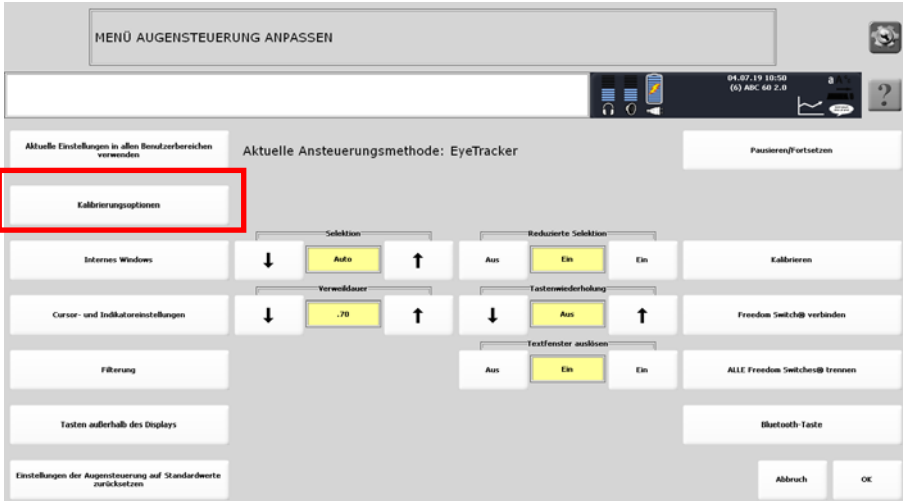 MENÜ AUGENSTEUERUNG ANPASSEN
04.07.19 10:50
(6) ABC 60 2.0
a
?
Aktuelle Einstellungen in allen Benutzerbereichen
verwenden
Aktuelle Ansteuerungsmethode: EyeTracker
Pausieren/Fortsetzen
Kalibrierungsoptionen
Selektion
Reduzierte Selektion
Internes Windows
↓ Auto ↑
Aus Ein Ein
Kalibrieren
Verweildauer
Tastenwiederholung
Cursor- und Indikatoreinstellungen
↓ .70 ↑
↓ Aus ↑
Freedom Switch® verbinden
Textfenster auslösen
Filterung
Aus Ein Ein
ALLE Freedom Switches® trennen
Tasten außerhalb des Displays
Bluetooth-Taste
Einstellungen der Augensteuerung auf Standardwerte
zurücksetzen
Abbruch
OK